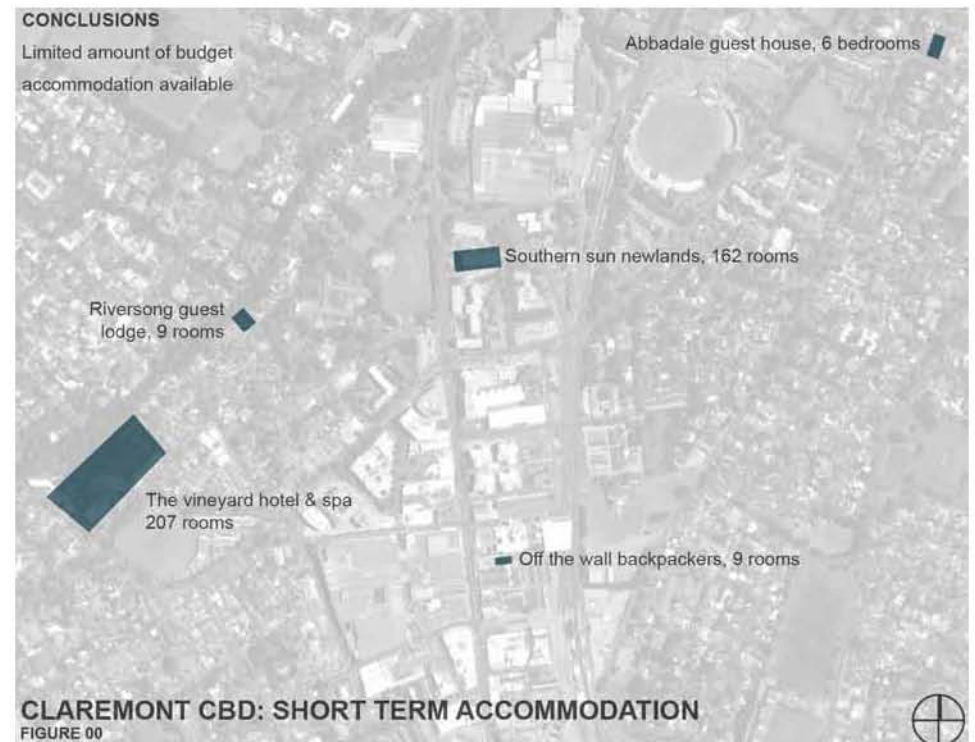 CONCLUSIONS
Limited amount of budget
accommodation available
Abbadale guest house, 6 bedrooms
Southern sun newlands, 162 rooms
Riversong guest
lodge, 9 rooms
The vineyard hotel & spa
207 rooms
Off the wall backpackers, 9 rooms
CLAREMONT CBD: SHORT TERM ACCOMMODATION
FIGURE 00